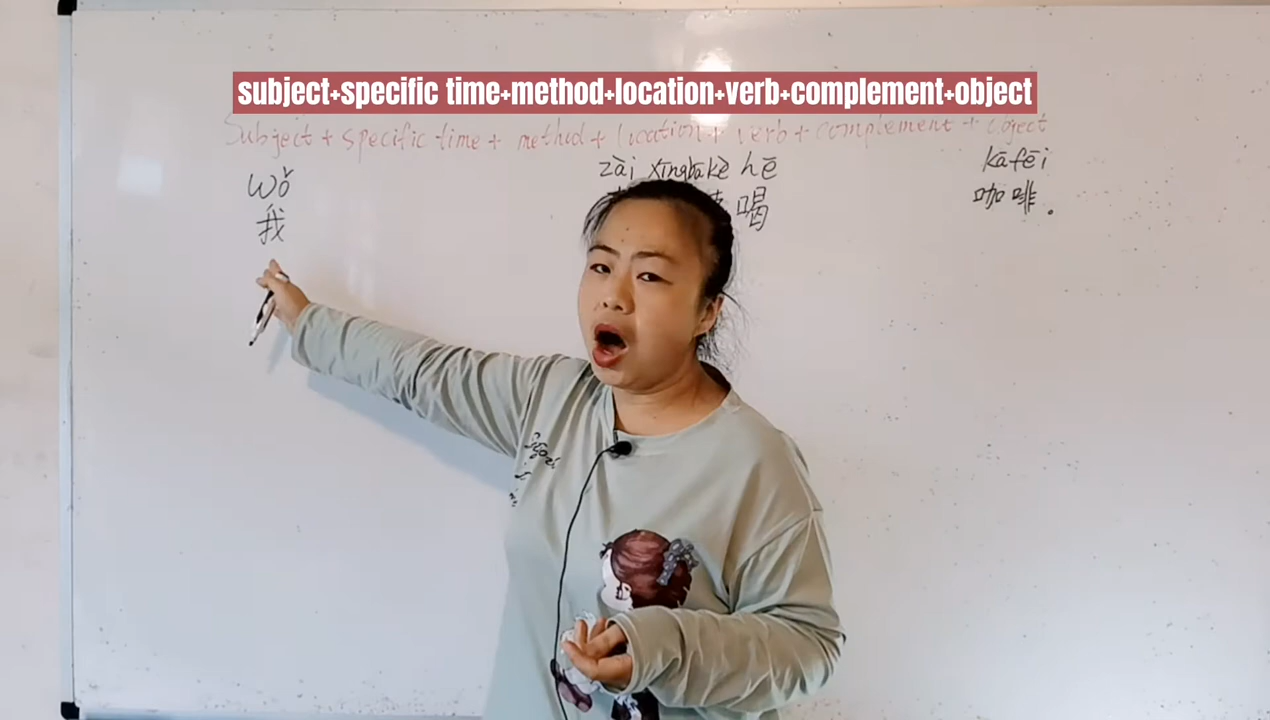 subject+specific time+method+location+verb+complement+object
Subject + specific time + method + location + verb + complement + object
wǒ zài xīngbākè hē kāfēi
我 喝 咖啡。